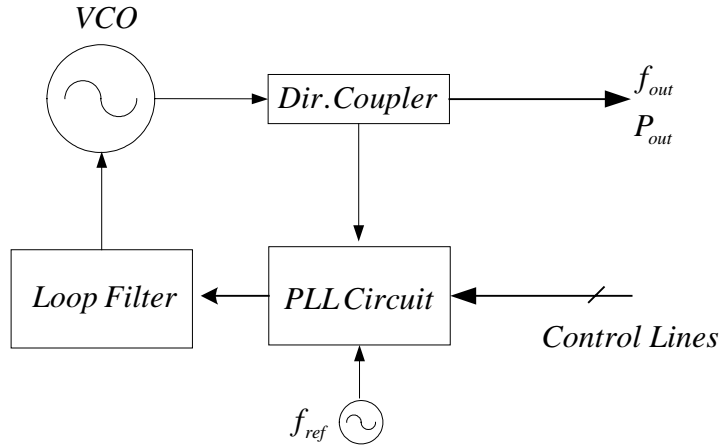 VCO
Dir.Coupler
f_out
P_out
Loop Filter
PLL Circuit
Control Lines
f_ref